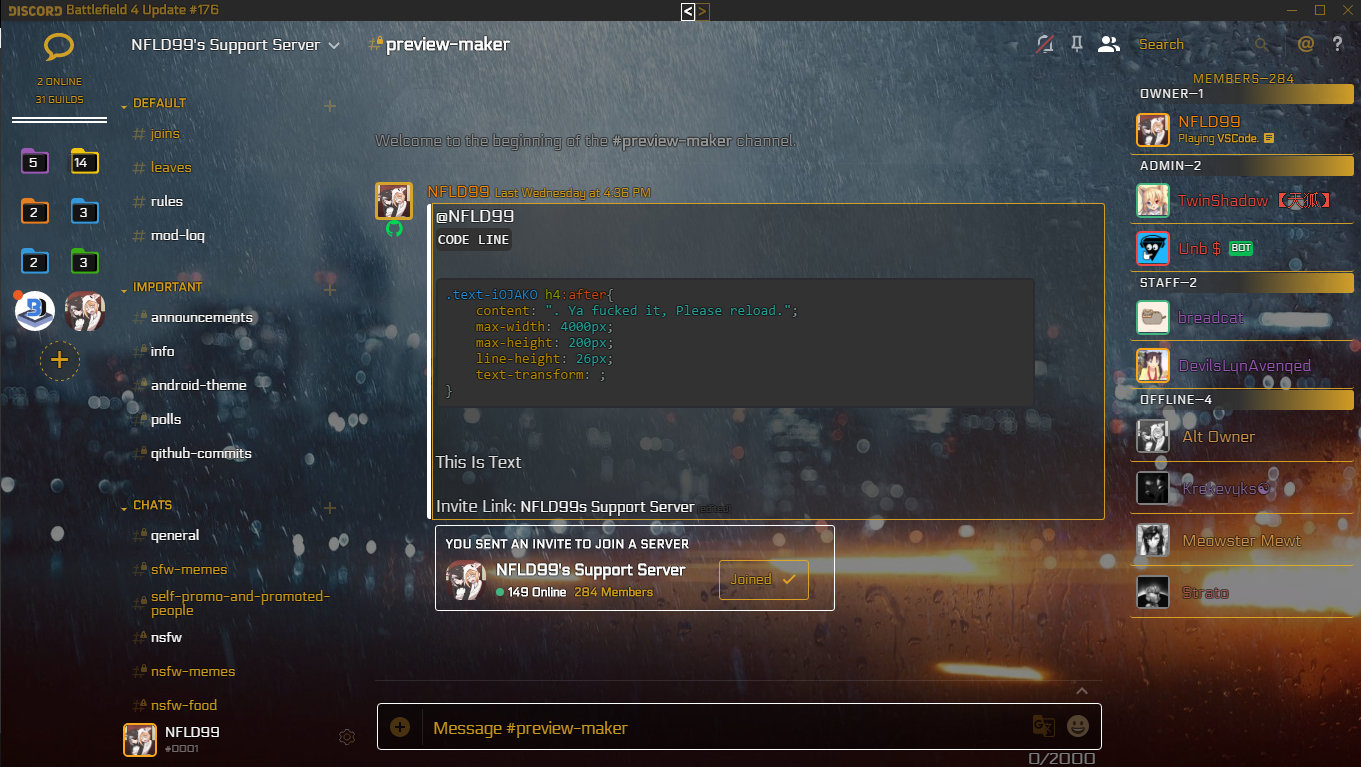 DISCORD Battlefield 4 Update #176
< >
NFLD99's Support Server
#preview-maker
Search
@ ?
2 ONLINE
31 GUILDS
5
14
2
3
2
3
+
DEFAULT +
# joins
# leaves
# rules
# mod-log
IMPORTANT +
# announcements
# info
# android-theme
# polls
# github-commits
CHATS +
# general
# sfw-memes
# self-promo-and-promoted-
people
# nsfw
# nsfw-memes
# nsfw-food
NFLD99
#0001
Welcome to the beginning of the #preview-maker channel.
NFLD99 Last Wednesday at 4:36 PM
@NFLD99
CODE LINE
.text-iOJAKO h4:after{
content: ". Ya fucked it, Please reload.";
max-width: 4000px;
max-height: 200px;
line-height: 26px;
text-transform: ;
}
This Is Text
Invite Link: NFLD99s Support Server (edited)
YOU SENT AN INVITE TO JOIN A SERVER
NFLD99's Support Server
149 Online 284 Members
Joined
Message #preview-maker
0/2000
MEMBERS—284
OWNER—1
NFLD99
Playing VSCode.
ADMIN—2
TwinShadow 【天狐】
Unb $ BOT
STAFF—2
breadcat
DevilsLynAvenged
OFFLINE—4
Alt Owner
Krexevyks☯
Meowster Mewt
Strato